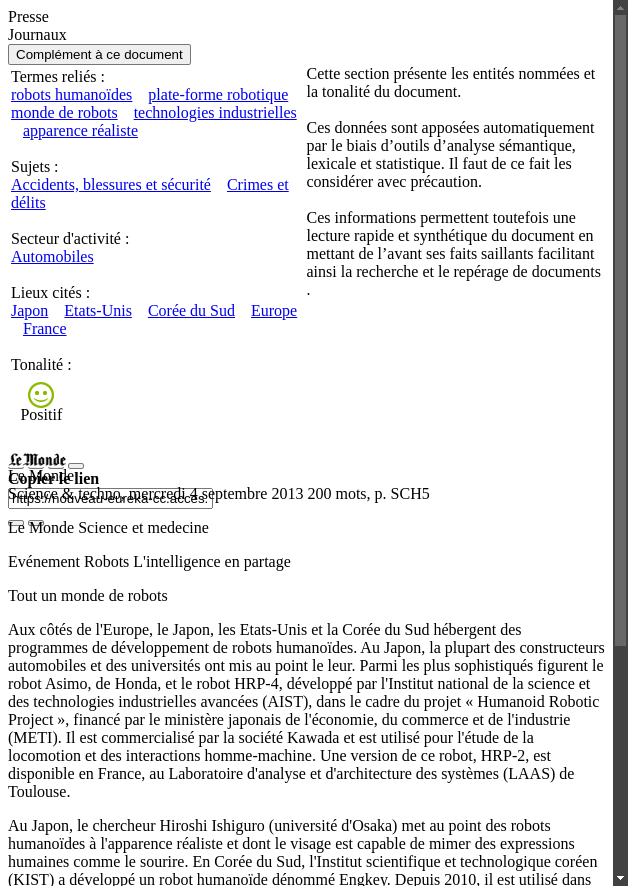 Presse
Journaux
Complément à ce document
Termes reliés :
robots humanoïdes plate-forme robotique
monde de robots technologies industrielles
apparence réaliste
Sujets :
Accidents, blessures et sécurité Crimes et
délits
Secteur d'activité :
Automobiles
Lieux cités :
Japon Etats-Unis Corée du Sud Europe
France
Tonalité :
Positif
Cette section présente les entités nommées et
la tonalité du document.
Ces données sont apposées automatiquement
par le biais d’outils d’analyse sémantique,
lexicale et statistique. Il faut de ce fait les
considérer avec précaution.
Ces informations permettent toutefois une
lecture rapide et synthétique du document en
mettant de l’avant ses faits saillants facilitant
ainsi la recherche et le repérage de documents
.
Le Monde
Le Monde
Copier le lien
Science & techno, mercredi 4 septembre 2013 200 mots, p. SCH5
https://nouveau-eureka-cc.acces.
Le Monde Science et medecine
Evénement Robots L'intelligence en partage
Tout un monde de robots
Aux côtés de l'Europe, le Japon, les Etats-Unis et la Corée du Sud hébergent des
programmes de développement de robots humanoïdes. Au Japon, la plupart des constructeurs
automobiles et des universités ont mis au point le leur. Parmi les plus sophistiqués figurent le
robot Asimo, de Honda, et le robot HRP-4, développé par l'Institut national de la science et
des technologies industrielles avancées (AIST), dans le cadre du projet « Humanoid Robotic
Project », financé par le ministère japonais de l'économie, du commerce et de l'industrie
(METI). Il est commercialisé par la société Kawada et est utilisé pour l'étude de la
locomotion et des interactions homme-machine. Une version de ce robot, HRP-2, est
disponible en France, au Laboratoire d'analyse et d'architecture des systèmes (LAAS) de
Toulouse.
Au Japon, le chercheur Hiroshi Ishiguro (université d'Osaka) met au point des robots
humanoïdes à l'apparence réaliste et dont le visage est capable de mimer des expressions
humaines comme le sourire. En Corée du Sud, l'Institut scientifique et technologique coréen
(KIST) a développé un robot humanoïde dénommé Engkey. Depuis 2010, il est utilisé dans